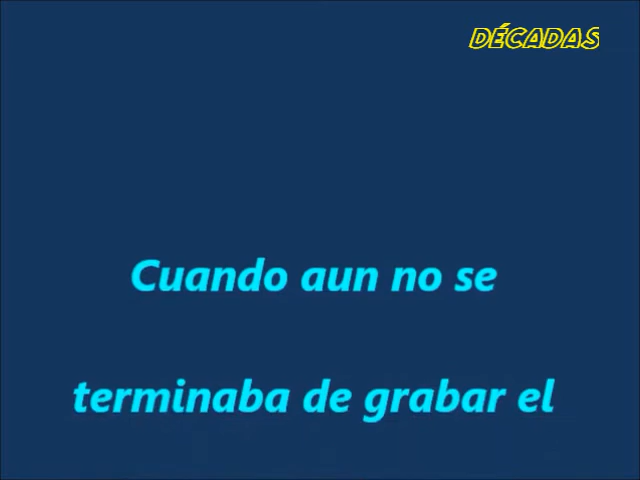 DÉCADAS
Cuando aun no se
terminaba de grabar el